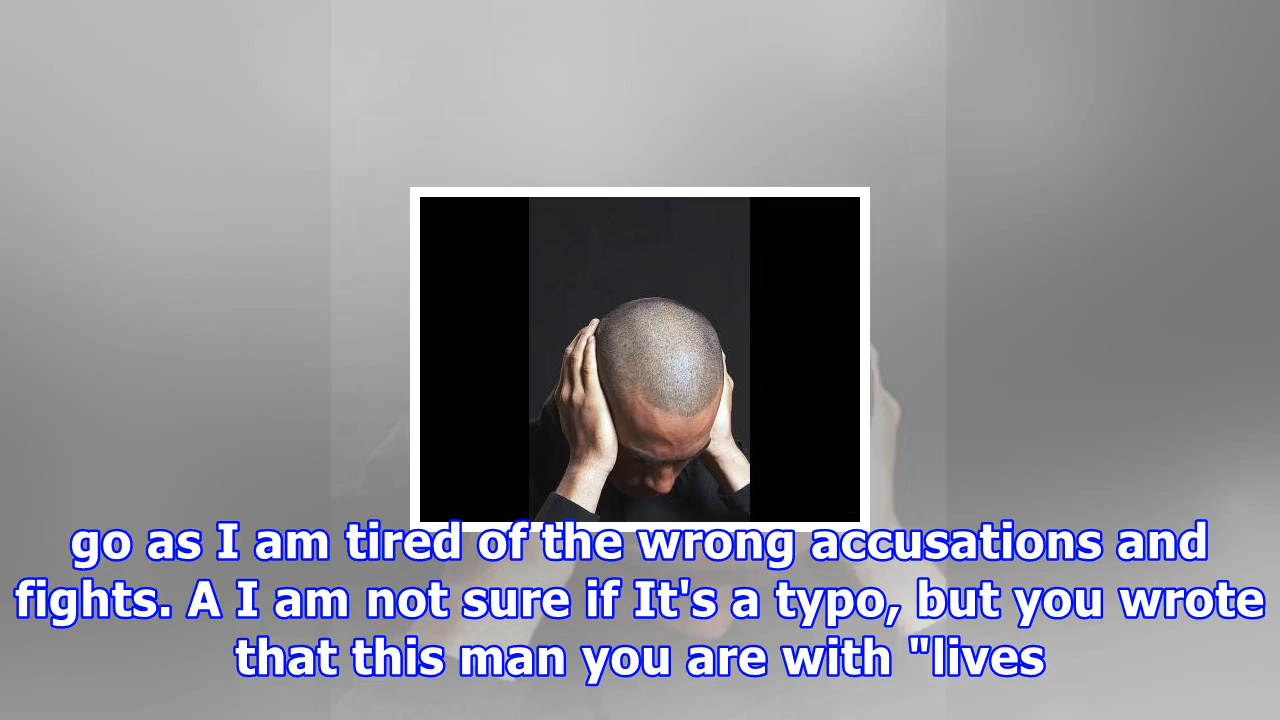 go as I am tired of the wrong accusations and
fights. A I am not sure if It's a typo, but you wrote
that this man you are with "lives